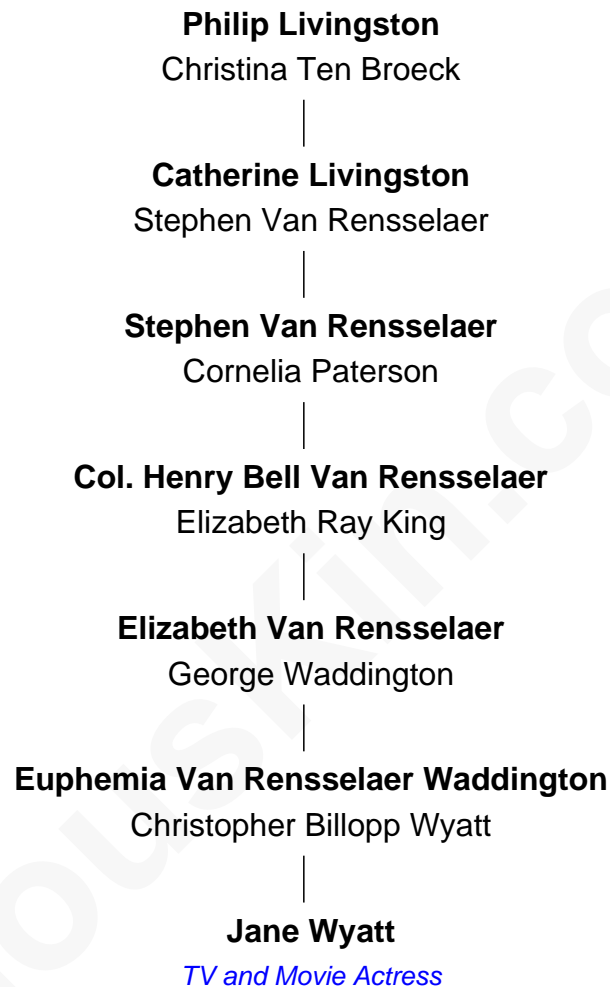 Philip Livingston
Christina Ten Broeck
Catherine Livingston
Stephen Van Rensselaer
Stephen Van Rensselaer
Cornelia Paterson
Col. Henry Bell Van Rensselaer
Elizabeth Ray King
Elizabeth Van Rensselaer
George Waddington
Euphemia Van Rensselaer Waddington
Christopher Billopp Wyatt
Jane Wyatt
TV and Movie Actress